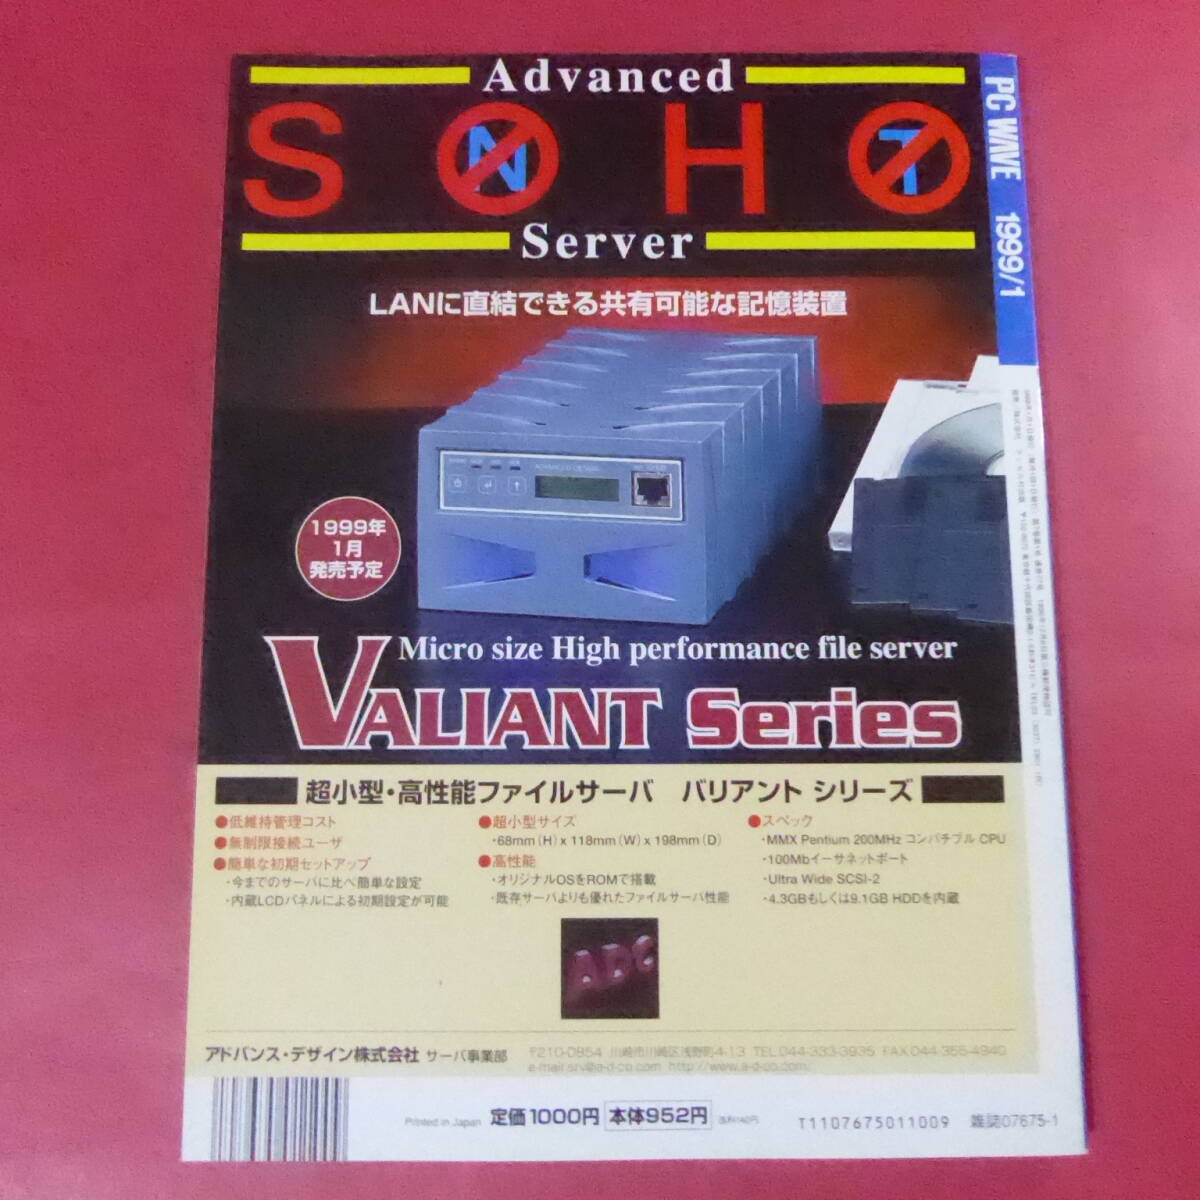 Advanced
SOHO
N T
Server
PC WAVE 1999/1
LANに直結できる共有可能な記憶装置
ADVANCED DESIGN
1999年
1月
発売予定
Micro size High performance file server
VALIANT Series
超小型・高性能ファイルサーバ バリアント シリーズ
●低維持管理コスト
●無制限接続ユーザ
●簡単な初期セットアップ
・今までのサーバに比べ簡単な設定
・内蔵LCDパネルによる初期設定が可能
●超小型サイズ
・68mm(H)x118mm(W)x198mm(D)
●高性能
・オリジナルOSをROMで搭載
・既存サーバよりも優れたファイルサーバ性能
●スペック
・MMX Pentium 200MHz コンパチブル CPU
・100Mbイーサネットポート
・Ultra Wide SCSI-2
・4.3GBもしくは9.1GB HDDを内蔵
ADC
アドバンス・デザイン株式会社 サーバ事業部
〒210-0854 川崎市川崎区浅野町4-13 TEL.044-333-3935 FAX.044-355-4940
e-mail.srv@a-d-co.com http://www.a-d-co.com/
Printed in Japan 定価1000円 本体952円
T1107675011009 雑誌07675-1